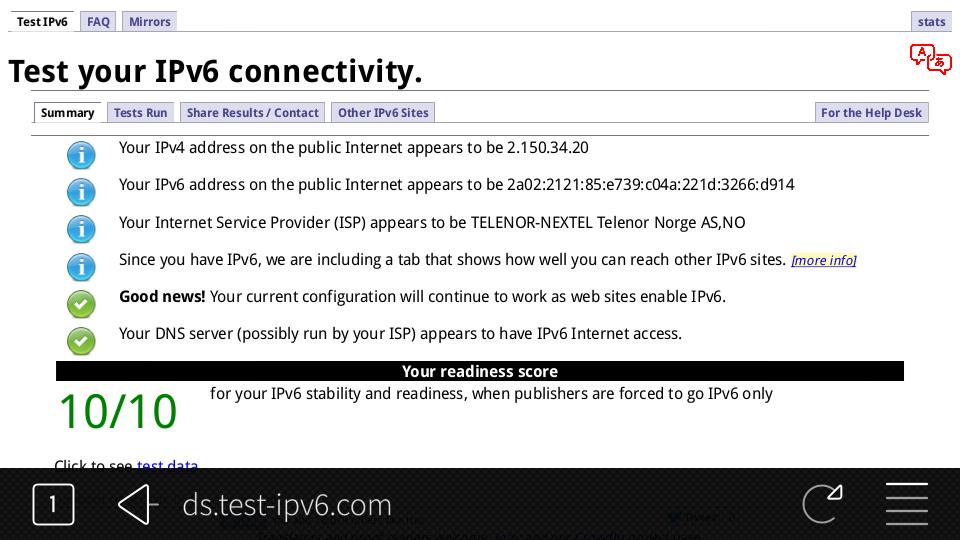 Test IPv6 FAQ Mirrors stats
Test your IPv6 connectivity.
Summary Tests Run Share Results / Contact Other IPv6 Sites For the Help Desk
Your IPv4 address on the public Internet appears to be 2.150.34.20
Your IPv6 address on the public Internet appears to be 2a02:2121:85:e739:c04a:221d:3266:d914
Your Internet Service Provider (ISP) appears to be TELENOR-NEXTEL Telenor Norge AS,NO
Since you have IPv6, we are including a tab that shows how well you can reach other IPv6 sites. [more info]
Good news! Your current configuration will continue to work as web sites enable IPv6.
Your DNS server (possibly run by your ISP) appears to have IPv6 Internet access.
Your readiness score
10/10 for your IPv6 stability and readiness, when publishers are forced to go IPv6 only
Click to see test data
1 ds.test-ipv6.com